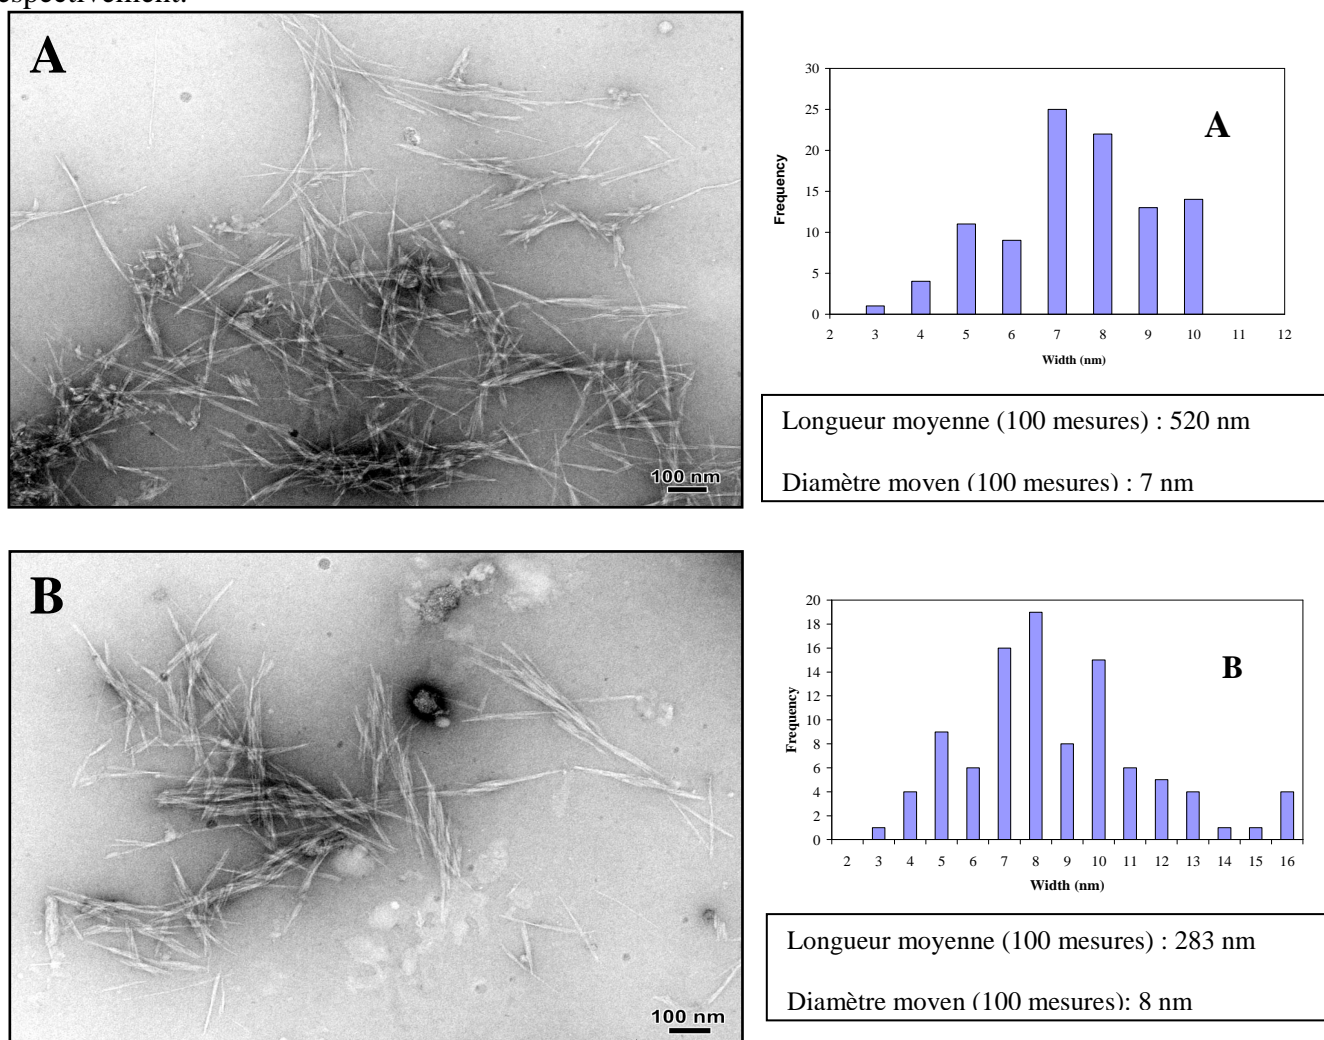 espectivement.
A
100 nm
30
25
20
15
10
5
0
Frequency
A
2 3 4 5 6 7 8 9 10 11 12
Width (nm)
Longueur moyenne (100 mesures) : 520 nm
Diamètre moyen (100 mesures) : 7 nm
B
100 nm
20
18
16
14
12
10
8
6
4
2
0
Frequency
B
2 3 4 5 6 7 8 9 10 11 12 13 14 15 16
Width (nm)
Longueur moyenne (100 mesures) : 283 nm
Diamètre moyen (100 mesures): 8 nm